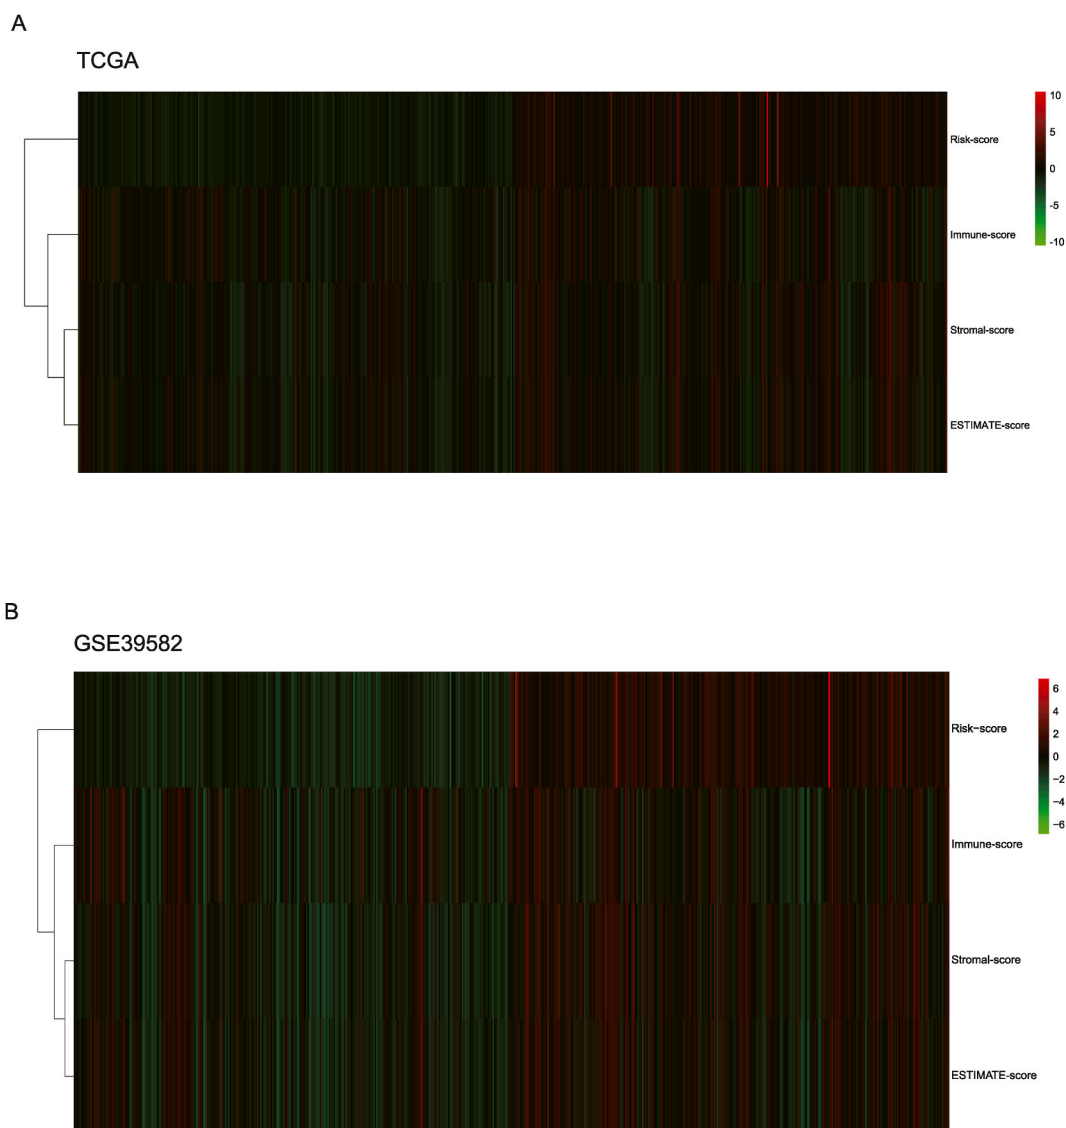 A
TCGA
10
5
0
-5
-10
Risk-score
Immune-score
Stromal-score
ESTIMATE-score
B
GSE39582
6
4
2
0
−2
−4
−6
Risk−score
Immune-score
Stromal-score
ESTIMATE-score